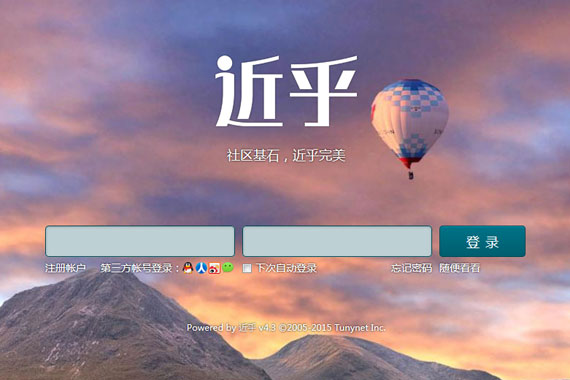 近乎
社区基石，近乎完美
登 录
注册帐户 第三方帐号登录： 下次自动登录 忘记密码 随便看看
Powered by 近乎 v4.3 ©2005-2015 Tunynet Inc.